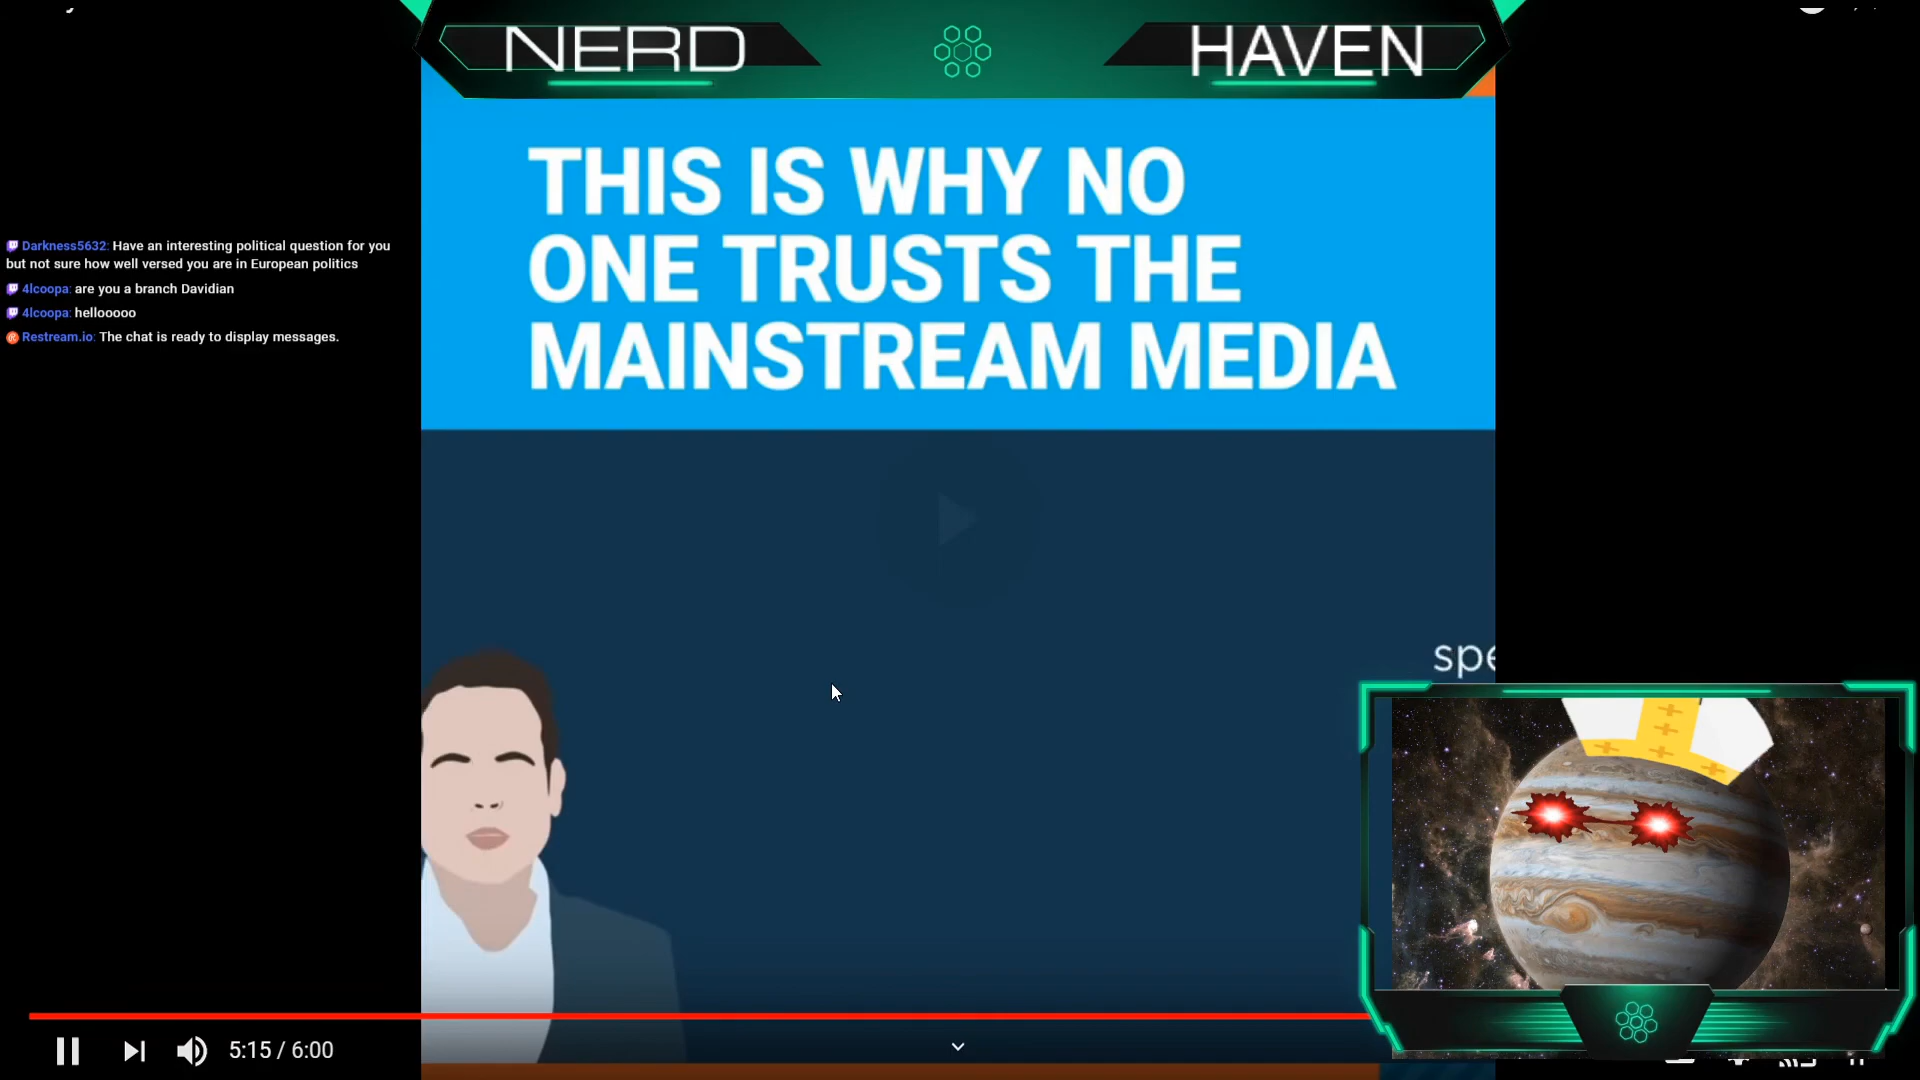 NERD HAVEN
THIS IS WHY NO
ONE TRUSTS THE
MAINSTREAM MEDIA
Darkness5632: Have an interesting political question for you
but not sure how well versed you are in European politics
4lcoopa: are you a branch Davidian
4lcoopa: hellooooo
Restream.io: The chat is ready to display messages.
spe
5:15 / 6:00